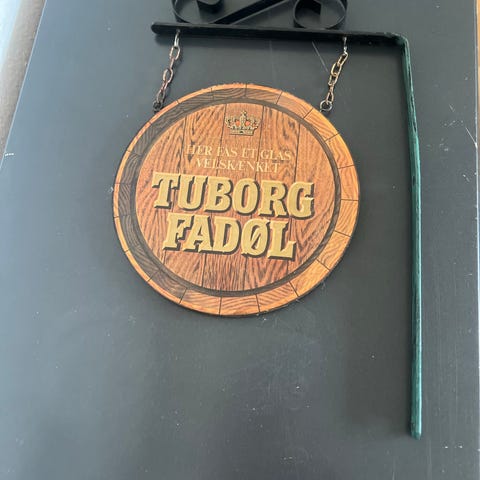 HER FÅS ET GLAS
VELSKÆNKET
TUBORG
FADØL